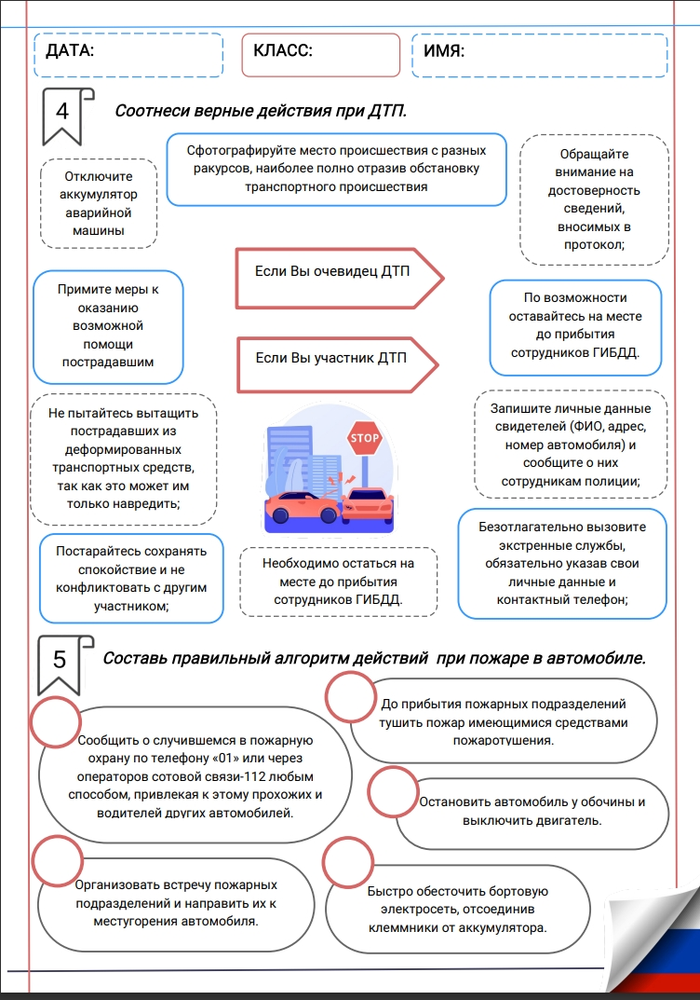 ДАТА:
КЛАСС:
ИМЯ:
4
Соотнеси верные действия при ДТП.
Отключите
аккумулятор
аварийной
машины
Сфотографируйте место происшествия с разных
ракурсов, наиболее полно отразив обстановку
транспортного происшествия
Обращайте
внимание на
достоверность
сведений,
вносимых в
протокол;
Если Вы очевидец ДТП
Примите меры к
оказанию
возможной
помощи
пострадавшим
По возможности
оставайтесь на месте
до прибытия
сотрудников ГИБДД.
Если Вы участник ДТП
Не пытайтесь вытащить
пострадавших из
деформированных
транспортных средств,
так как это может им
только навредить;
STOP
Запишите личные данные
свидетелей (ФИО, адрес,
номер автомобиля) и
сообщите о них
сотрудникам полиции;
Постарайтесь сохранять
спокойствие и не
конфликтовать с другим
участником;
Необходимо остаться на
месте до прибытия
сотрудников ГИБДД.
Безотлагательно вызовите
экстренные службы,
обязательно указав свои
личные данные и
контактный телефон;
5
Составь правильный алгоритм действий при пожаре в автомобиле.
До прибытия пожарных подразделений
тушить пожар имеющимися средствами
пожаротушения.
Сообщить о случившемся в пожарную
охрану по телефону «01» или через
операторов сотовой связи-112 любым
способом, привлекая к этому прохожих и
водителей других автомобилей.
Остановить автомобиль у обочины и
выключить двигатель.
Организовать встречу пожарных
подразделений и направить их к
местугорения автомобиля.
Быстро обесточить бортовую
электросеть, отсоединив
клеммники от аккумулятора.